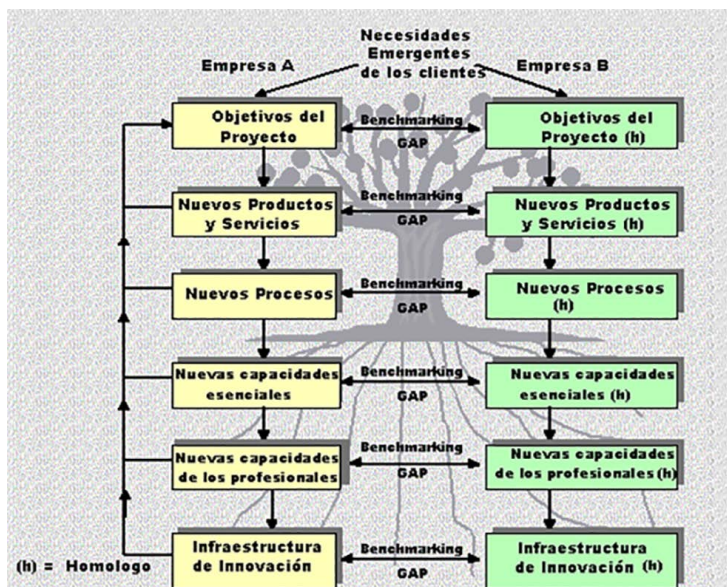 Necesidades
Emergentes
de los clientes
Empresa A
Empresa B
Objetivos del
Proyecto
Benchmarking
GAP
Objetivos del
Proyecto (h)
Nuevos Productos
y Servicios
Benchmarking
GAP
Nuevos Productos
y Servicios (h)
Nuevos Procesos
Benchmarking
GAP
Nuevos Procesos
(h)
Nuevas capacidades
esenciales
Benchmarking
GAP
Nuevas capacidades
esenciales (h)
Nuevas capacidades
de los profesionales
Benchmarking
GAP
Nuevas capacidades
de los profesionales (h)
Infraestructura
de Innovación
Benchmarking
GAP
Infraestructura
de Innovación (h)
(h) = Homologo